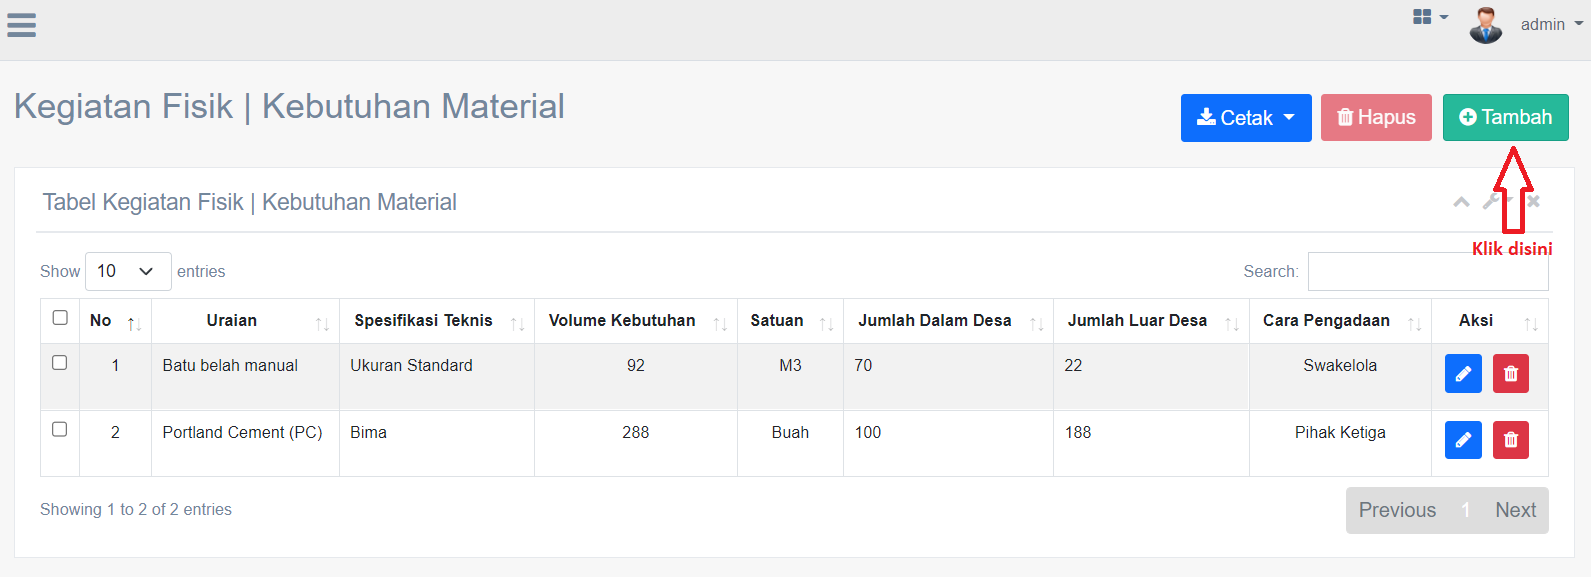 admin
Kegiatan Fisik | Kebutuhan Material
Cetak Hapus Tambah
Tabel Kegiatan Fisik | Kebutuhan Material
Klik disini
Show 10 entries Search:
No Uraian Spesifikasi Teknis Volume Kebutuhan Satuan Jumlah Dalam Desa Jumlah Luar Desa Cara Pengadaan Aksi
1 Batu belah manual Ukuran Standard 92 M3 70 22 Swakelola
2 Portland Cement (PC) Bima 288 Buah 100 188 Pihak Ketiga
Showing 1 to 2 of 2 entries Previous 1 Next